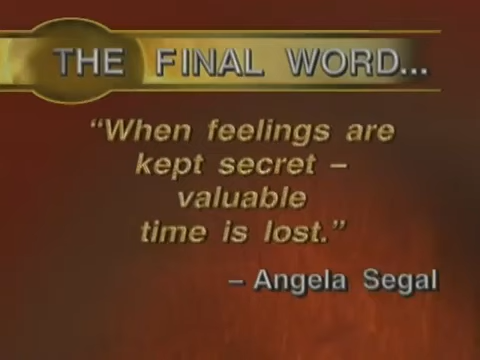 THE FINAL WORD...
“When feelings are
kept secret –
valuable
time is lost.”
– Angela Segal